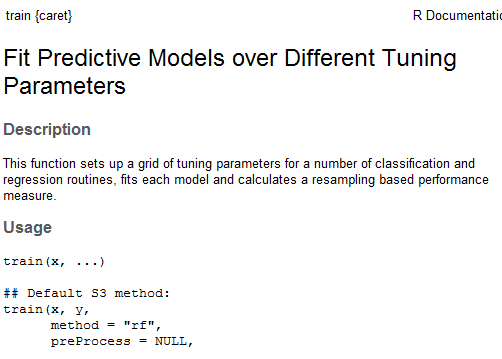 train {caret} R Documentatic
Fit Predictive Models over Different Tuning
Parameters
Description
This function sets up a grid of tuning parameters for a number of classification and
regression routines, fits each model and calculates a resampling based performance
measure.
Usage
train(x, ...)
## Default S3 method:
train(x, y,
      method = "rf",
      preProcess = NULL,